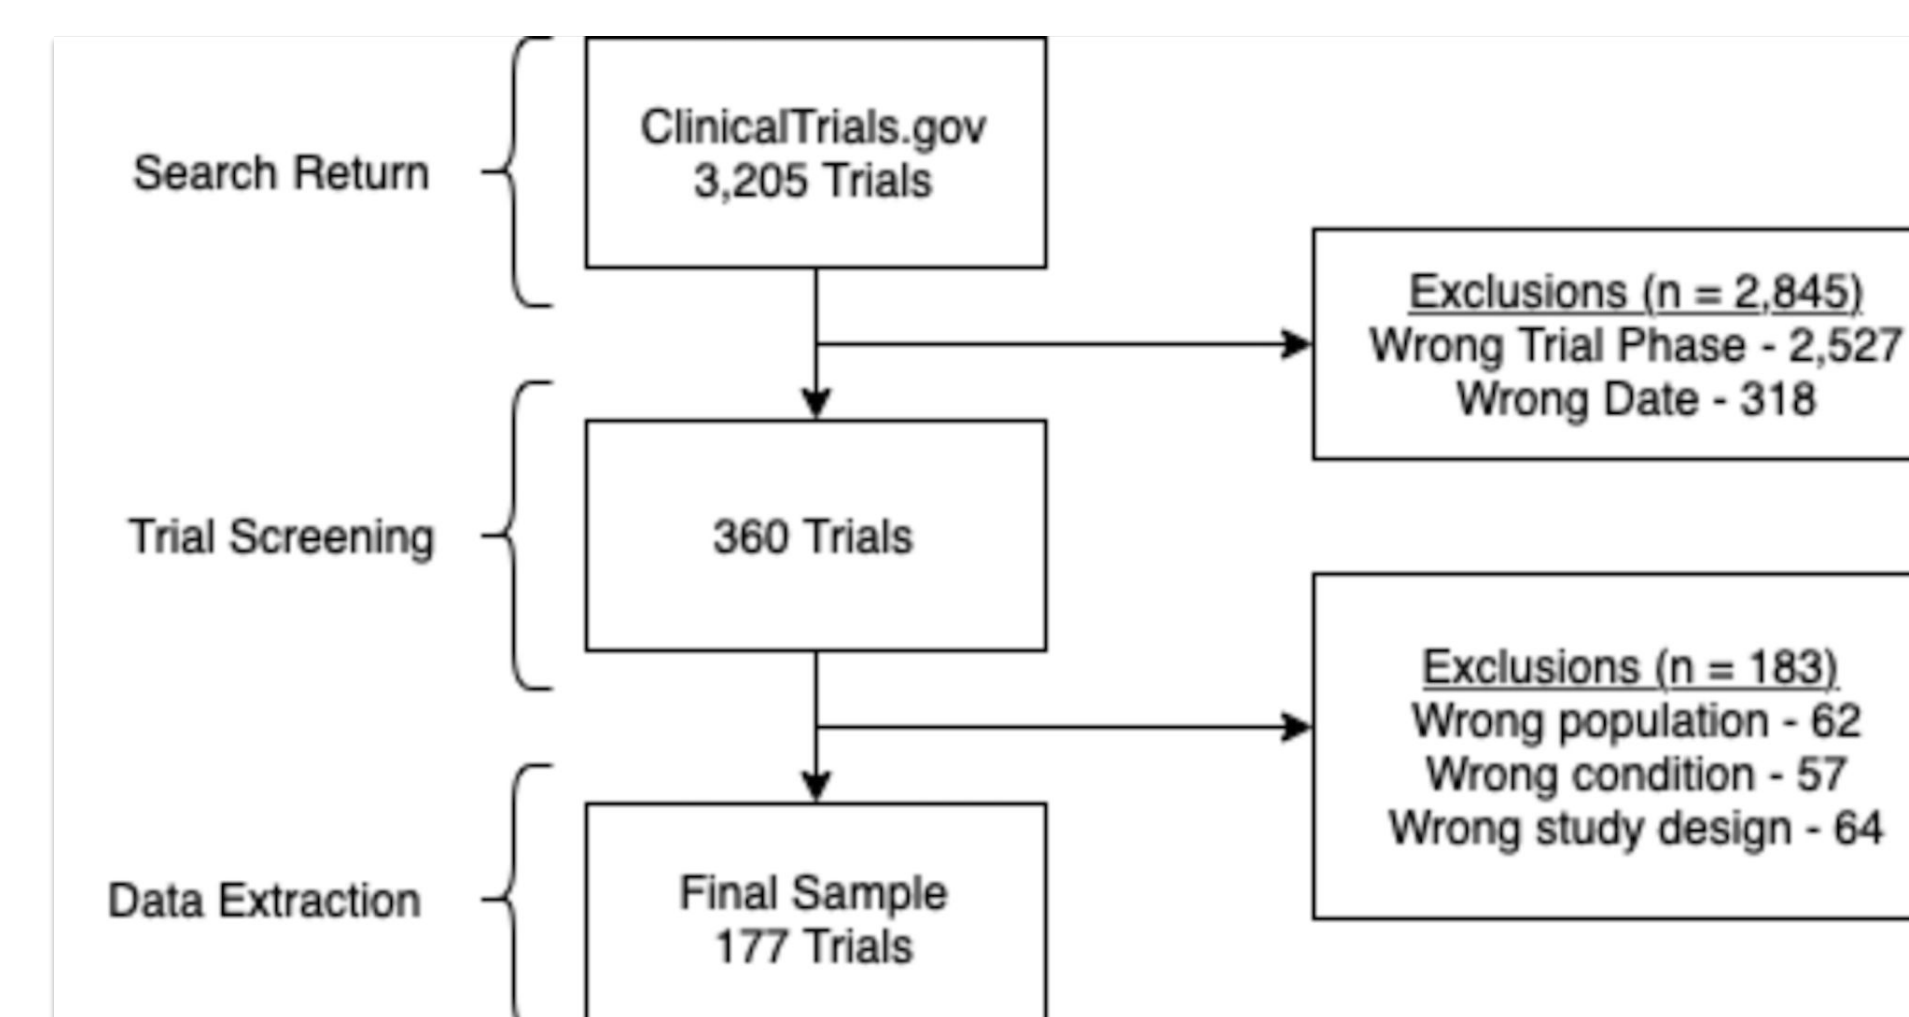 Search Return
ClinicalTrials.gov
3,205 Trials
Exclusions (n = 2,845)
Wrong Trial Phase - 2,527
Wrong Date - 318
Trial Screening
360 Trials
Exclusions (n = 183)
Wrong population - 62
Wrong condition - 57
Wrong study design - 64
Data Extraction
Final Sample
177 Trials